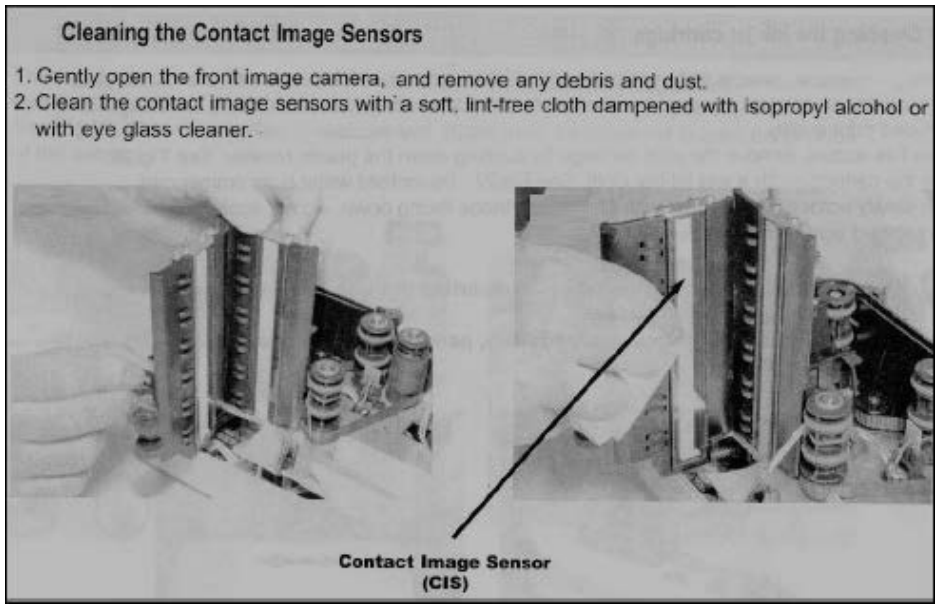 Cleaning the Contact Image Sensors
1. Gently open the front image camera, and remove any debris and dust.
2. Clean the contact image sensors with a soft, lint-free cloth dampened with isopropyl alcohol or
with eye glass cleaner.
Contact Image Sensor
(CIS)